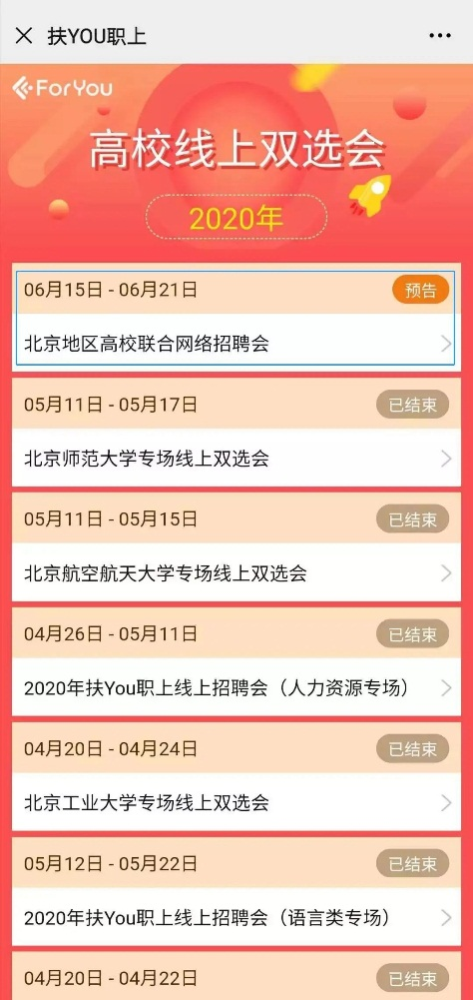 扶YOU职上
ForYou
高校线上双选会
2020年
06月15日 - 06月21日 预告
北京地区高校联合网络招聘会
05月11日 - 05月17日 已结束
北京师范大学专场线上双选会
05月11日 - 05月15日 已结束
北京航空航天大学专场线上双选会
04月26日 - 05月11日 已结束
2020年扶You职上线上招聘会（人力资源专场）
04月20日 - 04月24日 已结束
北京工业大学专场线上双选会
05月12日 - 05月22日 已结束
2020年扶You职上线上招聘会（语言类专场）
04月20日 - 04月22日 已结束